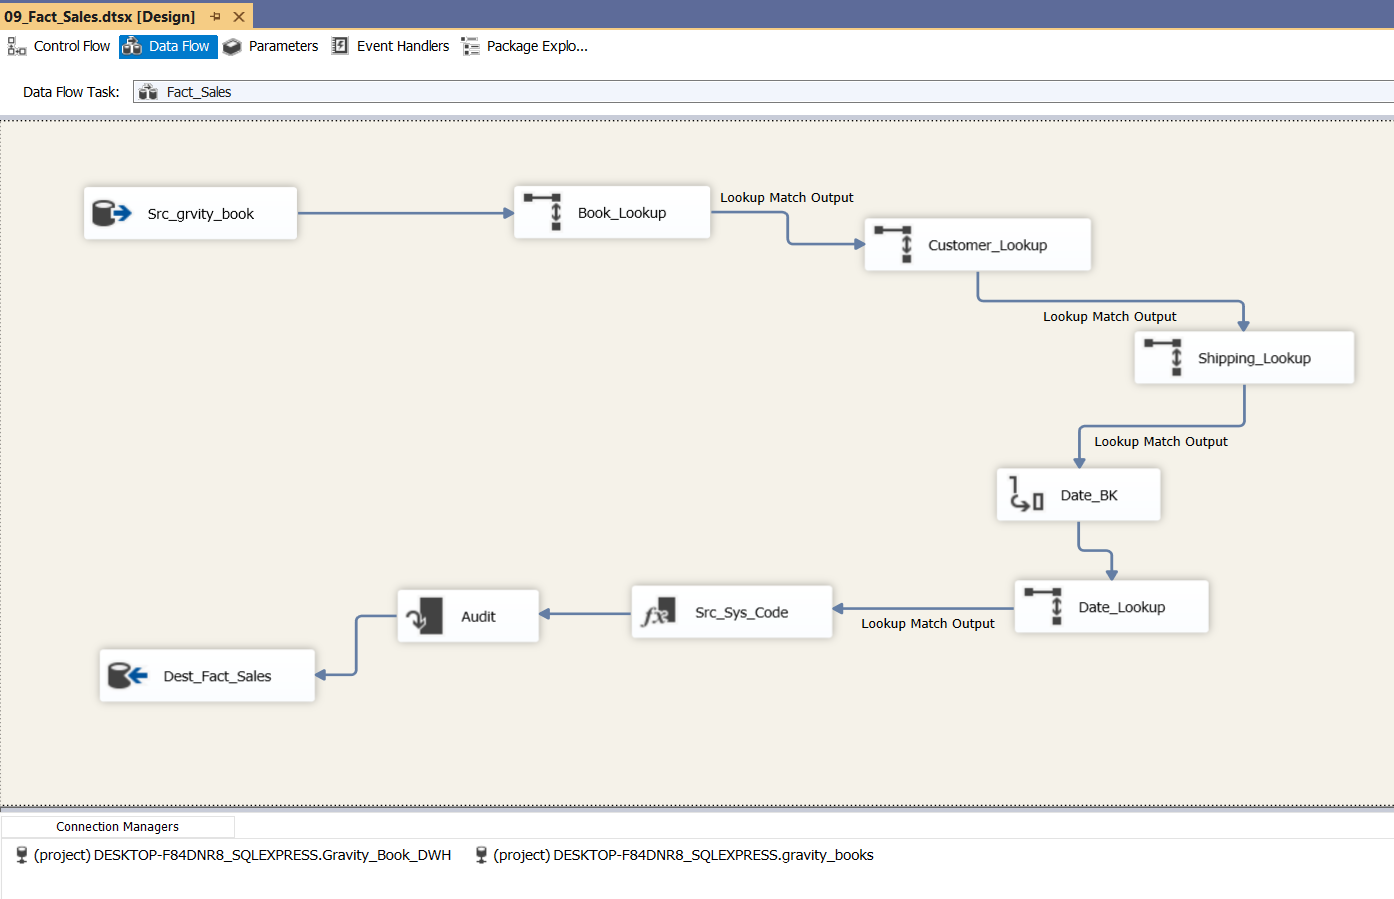 09_Fact_Sales.dtsx [Design]
Control Flow Data Flow Parameters Event Handlers Package Explo...
Data Flow Task: Fact_Sales
Src_grvity_book
Book_Lookup
Lookup Match Output
Customer_Lookup
Lookup Match Output
Shipping_Lookup
Lookup Match Output
Date_BK
Date_Lookup
Lookup Match Output
Src_Sys_Code
Audit
Dest_Fact_Sales
Connection Managers
(project) DESKTOP-F84DNR8_SQLEXPRESS.Gravity_Book_DWH (project) DESKTOP-F84DNR8_SQLEXPRESS.gravity_books